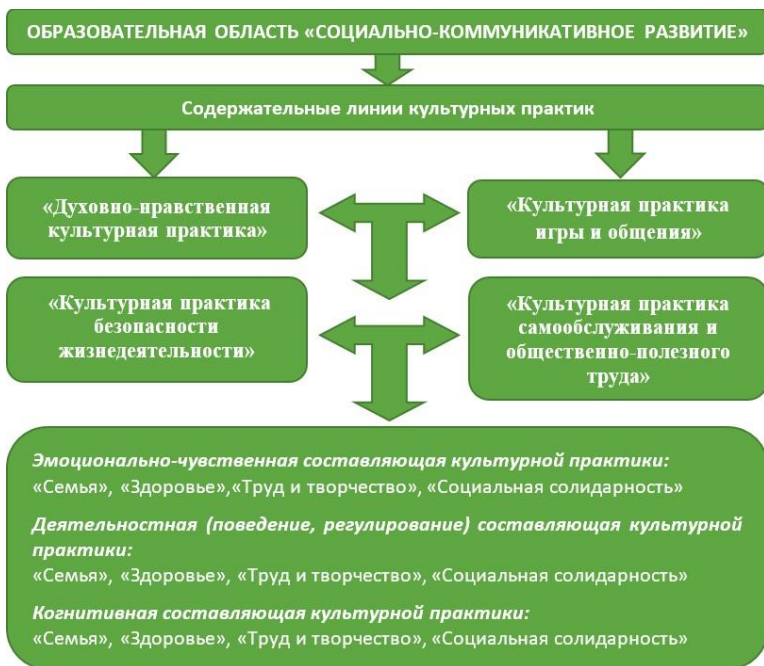 ОБРАЗОВАТЕЛЬНАЯ ОБЛАСТЬ «СОЦИАЛЬНО-КОММУНИКАТИВНОЕ РАЗВИТИЕ»
Содержательные линии культурных практик
«Духовно-нравственная
культурная практика»
«Культурная практика
игры и общения»
«Культурная практика
безопасности
жизнедеятельности»
«Культурная практика
самообслуживания и
общественно-полезного
труда»
Эмоционально-чувственная составляющая культурной практики:
«Семья», «Здоровье»,«Труд и творчество», «Социальная солидарность»
Деятельностная (поведение, регулирование) составляющая культурной
практики:
«Семья», «Здоровье», «Труд и творчество», «Социальная солидарность»
Когнитивная составляющая культурной практики:
«Семья», «Здоровье», «Труд и творчество», «Социальная солидарность»